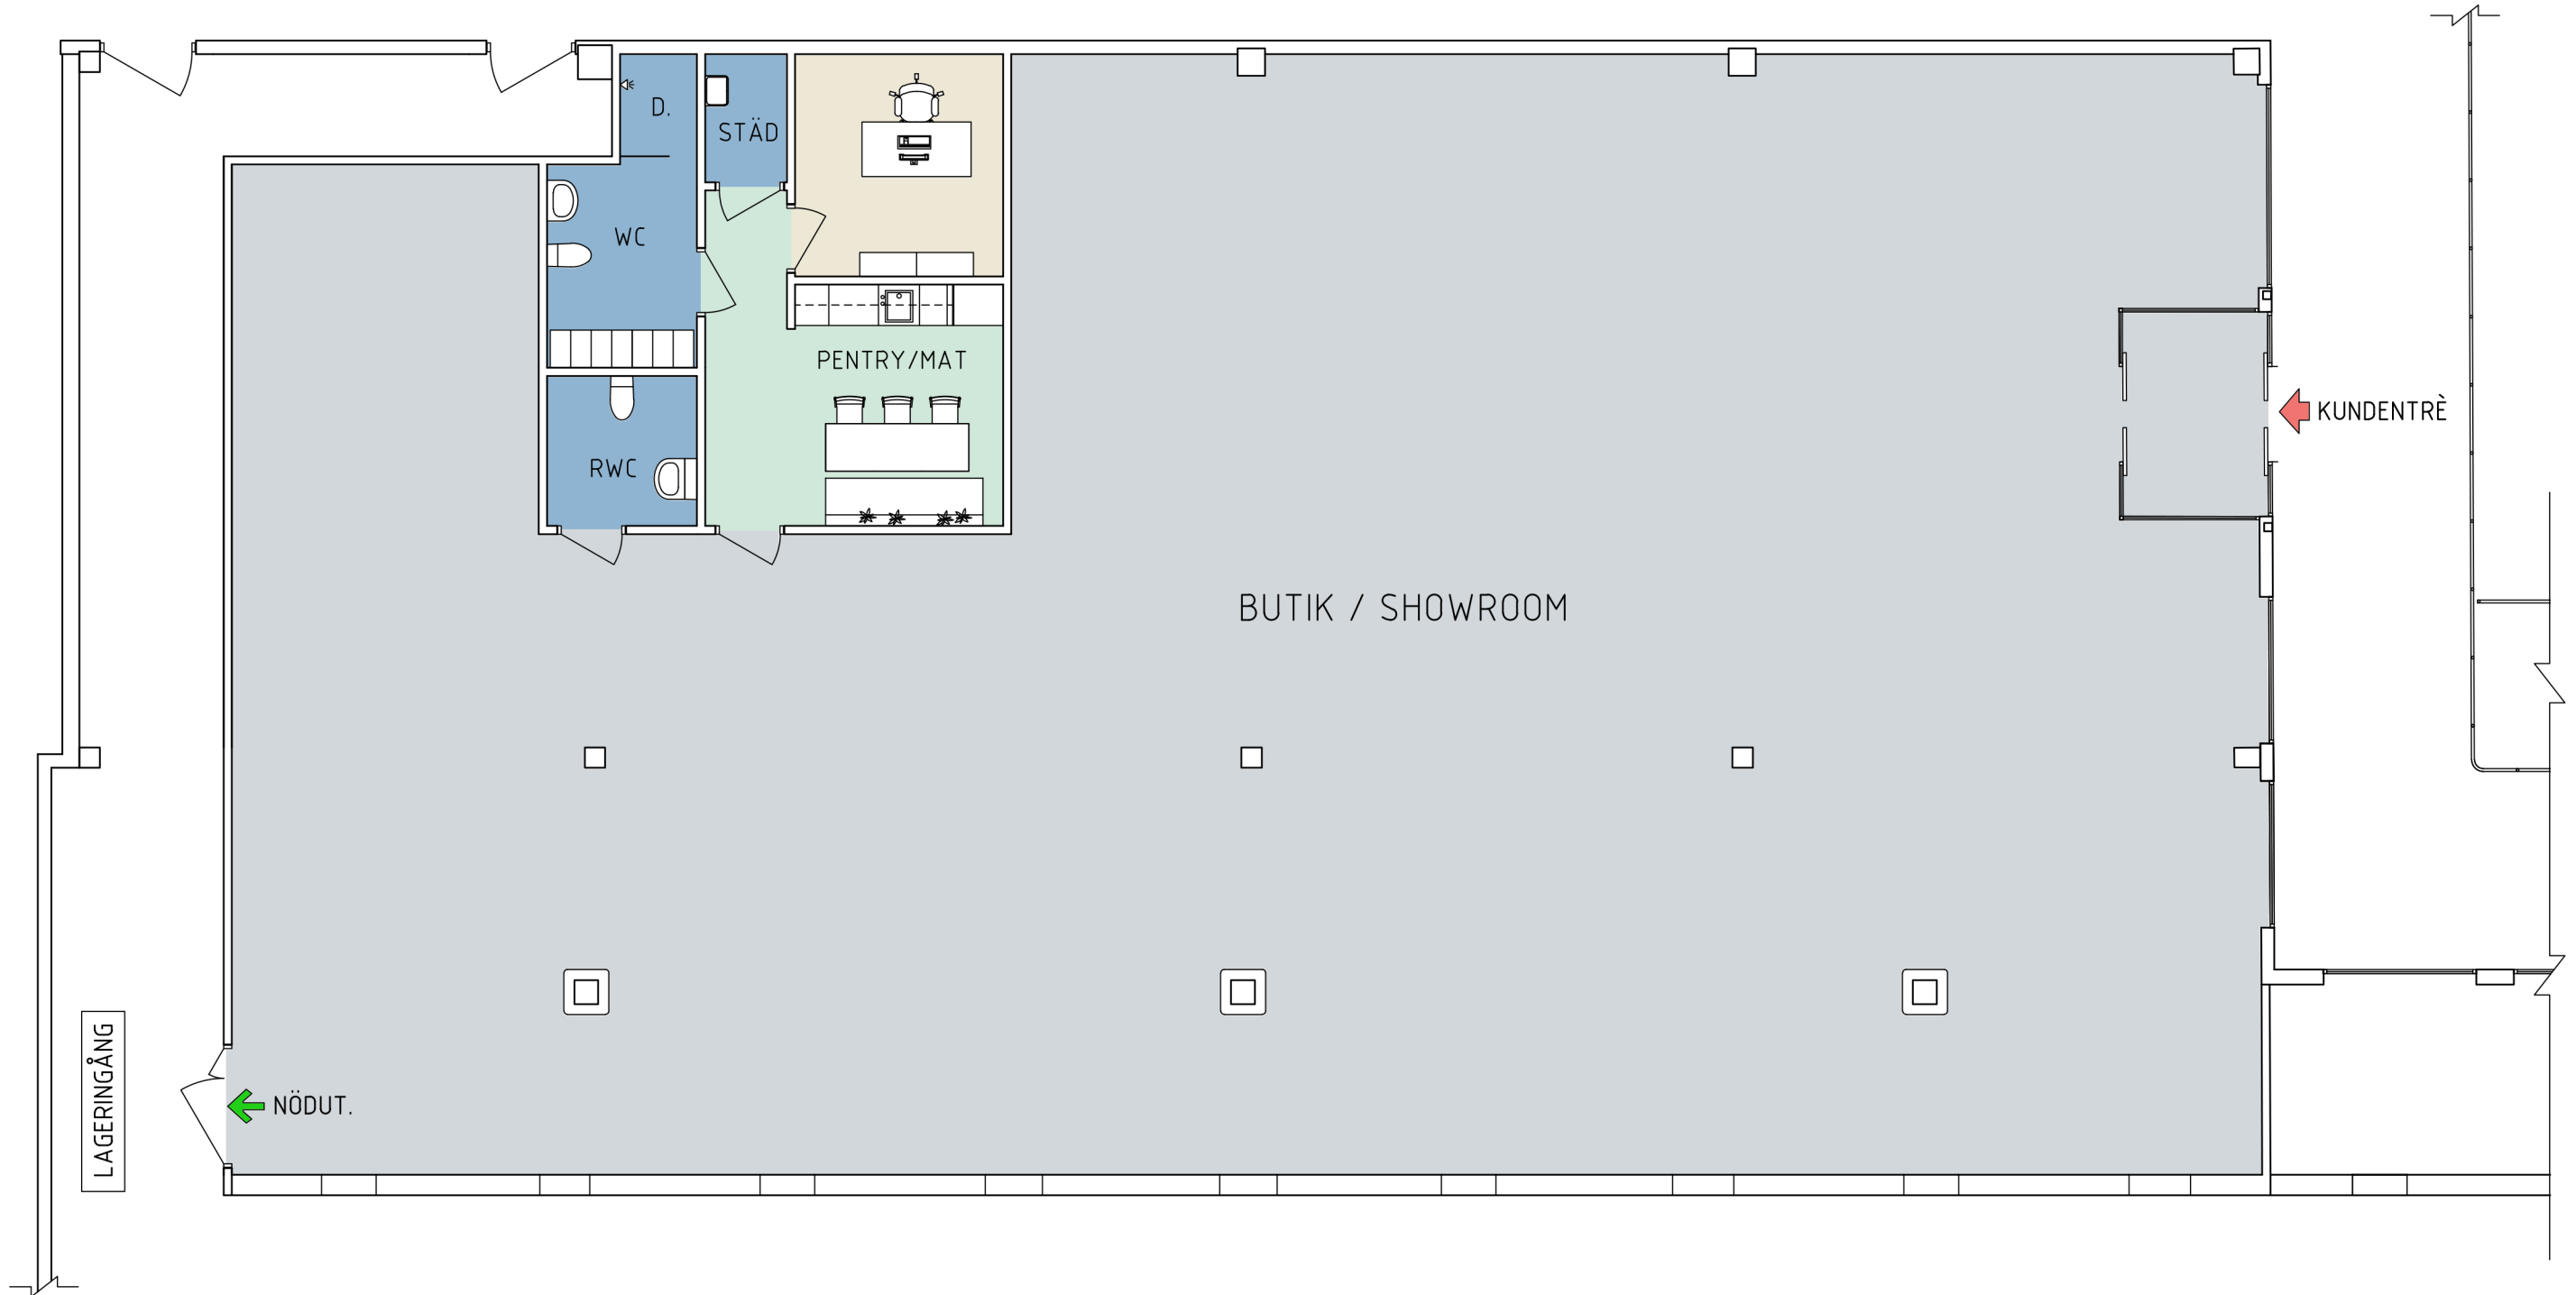 D.
STÄD
WC
PENTRY/MAT
KUNDENTRÈ
RWC
BUTIK / SHOWROOM
LAGERINGÅNG
NÖDUT.